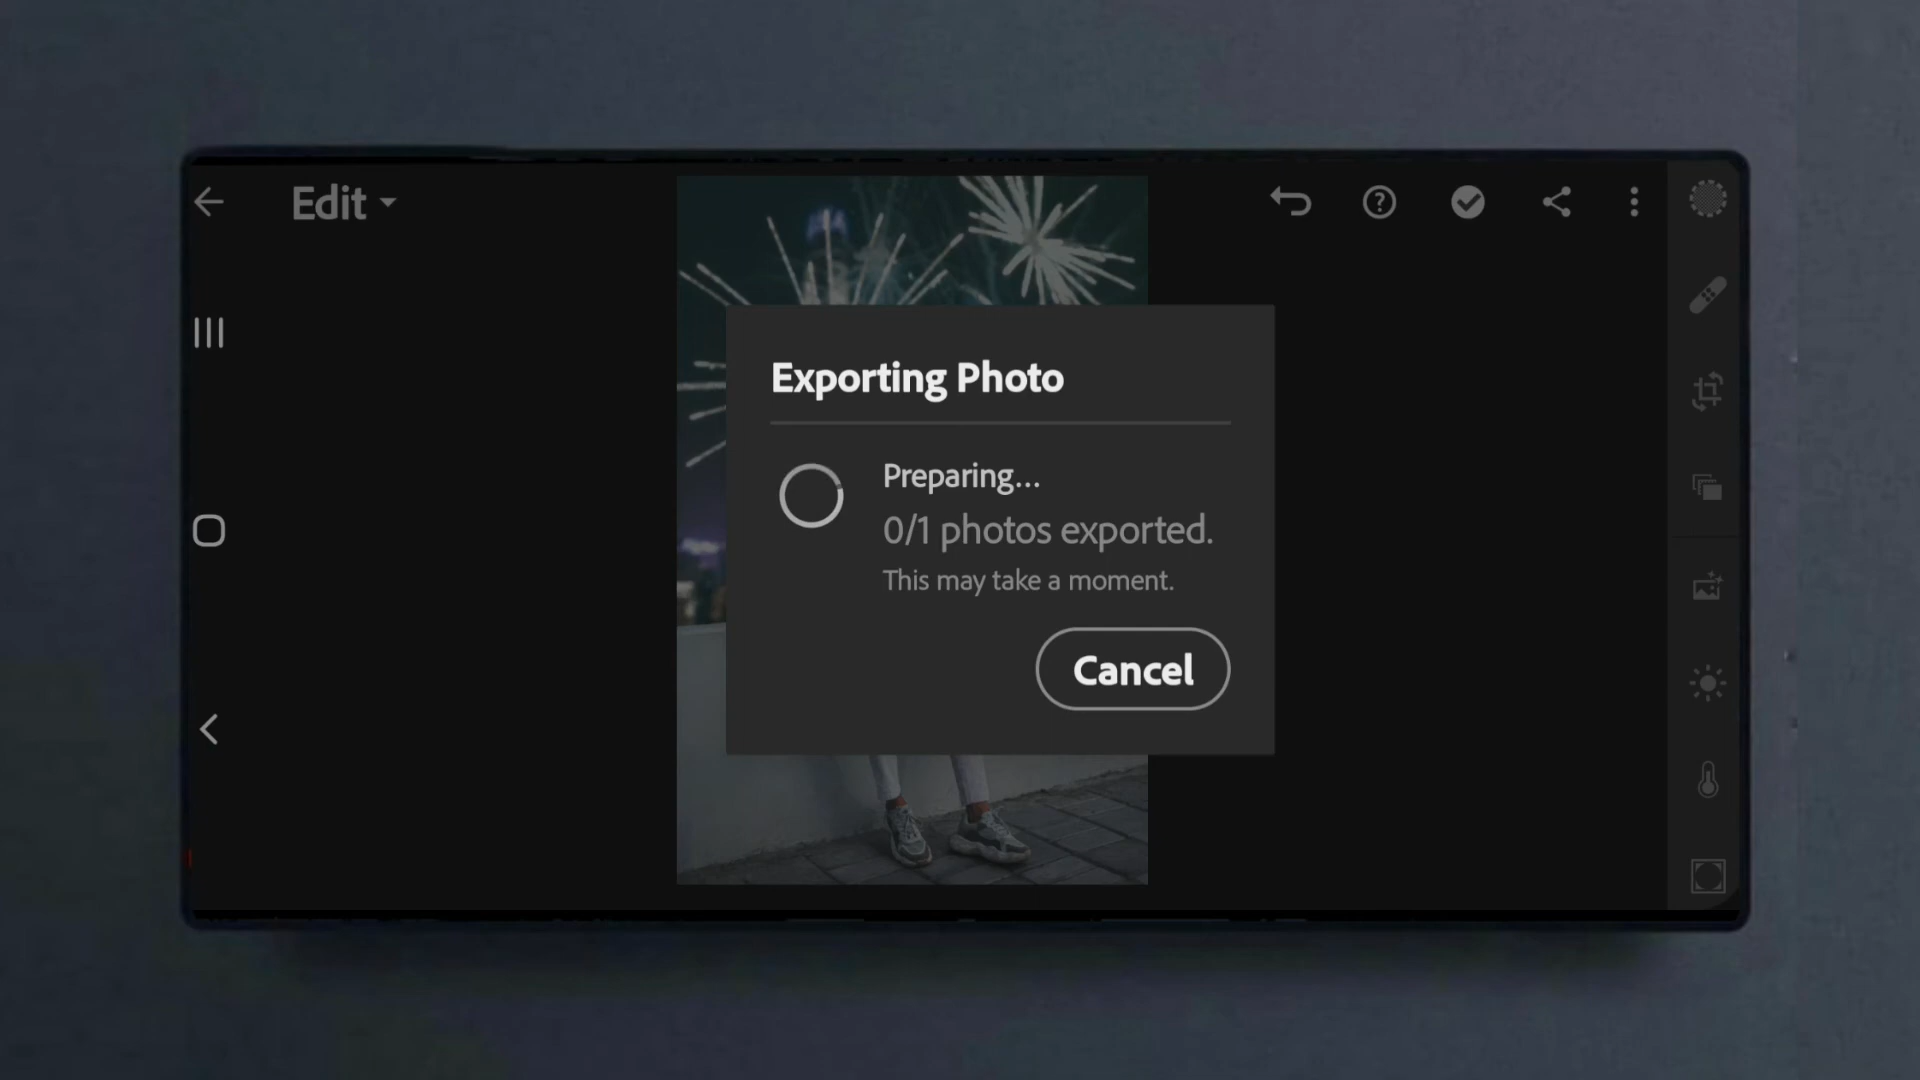 Edit
Exporting Photo
Preparing...
0/1 photos exported.
This may take a moment.
Cancel